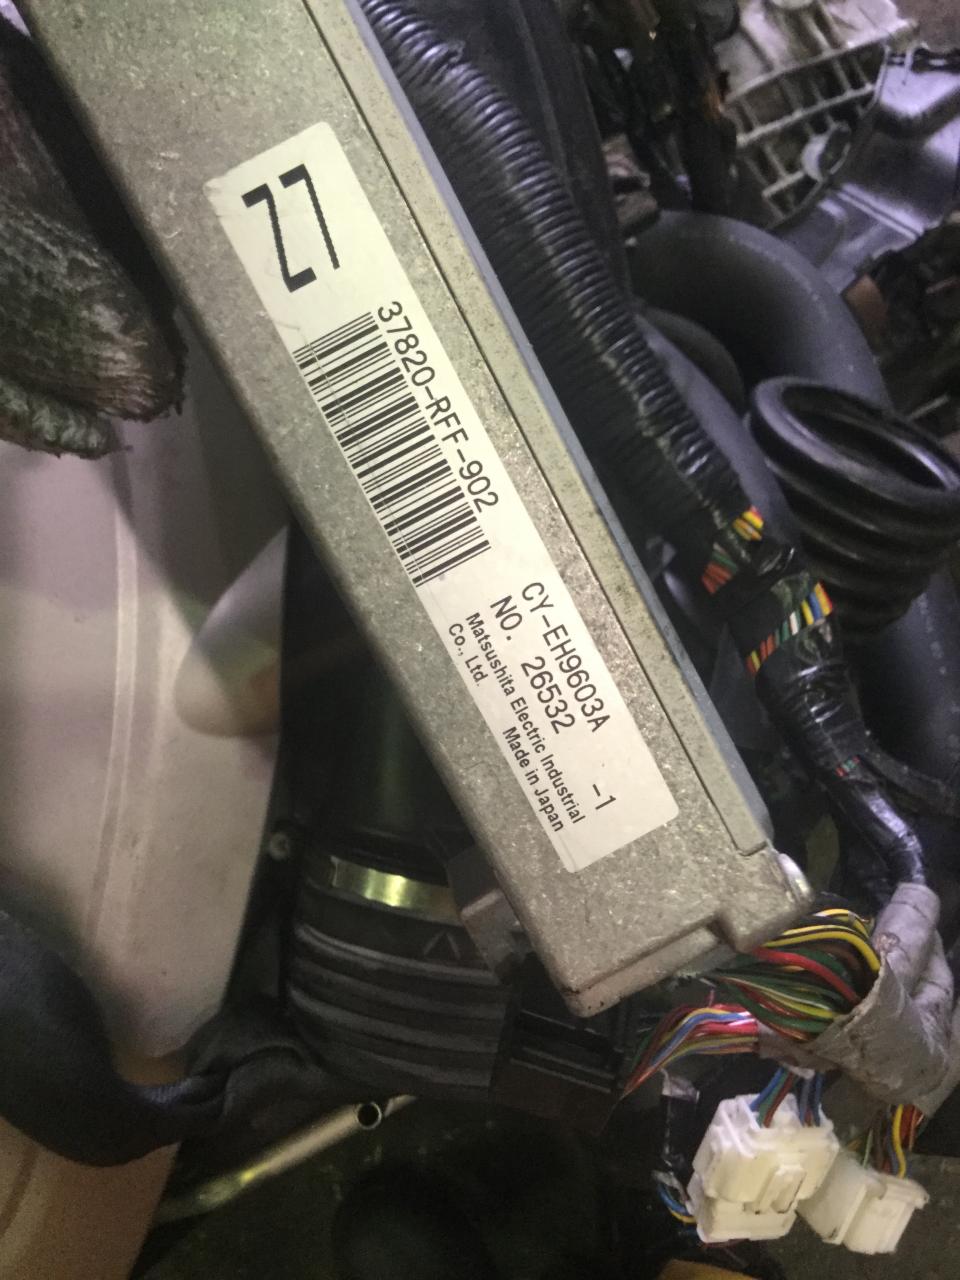 Z7
37820-RFF-902
CY-EH9603A -1
NO. 26532
Matsushita Electric Industrial
Co., Ltd. Made in Japan